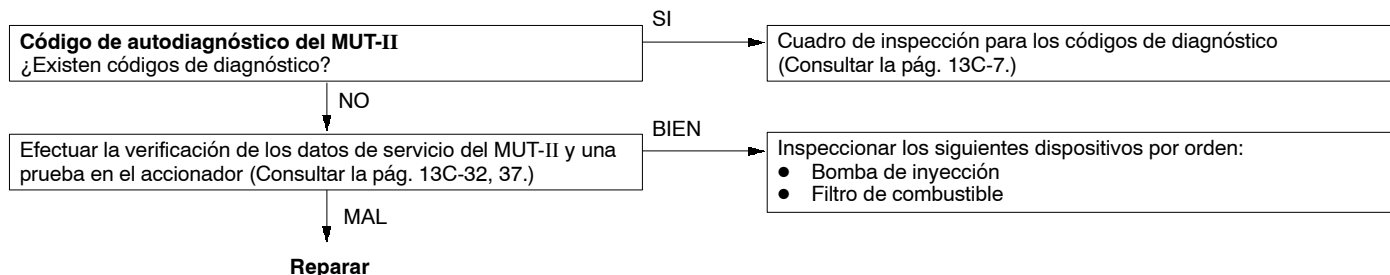 SI
Código de autodiagnóstico del MUT-II
¿Existen códigos de diagnóstico?
Cuadro de inspección para los códigos de diagnóstico
(Consultar la pág. 13C-7.)
NO
BIEN
Efectuar la verificación de los datos de servicio del MUT-II y una
prueba en el accionador (Consultar la pág. 13C-32, 37.)
Inspeccionar los siguientes dispositivos por orden:
● Bomba de inyección
● Filtro de combustible
MAL
Reparar